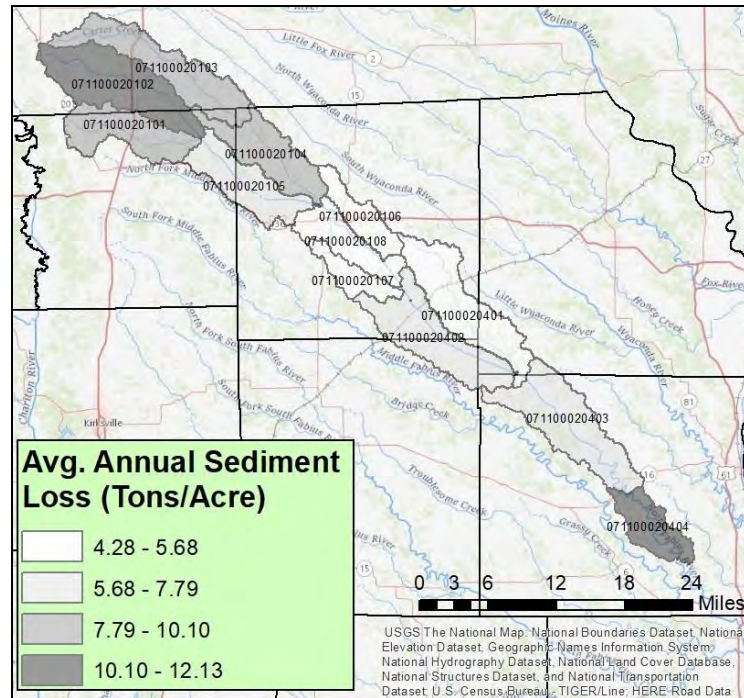 Carter Creek
Little Fox River
Moines River
2
071100020103
North Wyaconda River
071100020102
15
Sugar Creek
071100020101
27
071100020104
South Wyaconda River
North Fork Middle
071100020105
071100020106
South Fork Middle Fabius River
071100020108
Fox River
071100020107
Little Wyaconda River
071100020401
Honey Creek
071100020402
Wyaconda River
Chariton River
North Fork South Fabius River
Middle Fabius River
81
Kirksville
Bridge Creek
071100020403
South Fork South Fabius River
Avg. Annual Sediment
Loss (Tons/Acre)
Troublesome Creek
16
071100020404
Grassy Creek
4.28 - 5.68
Fabius River
15
5.68 - 7.79
0 3 6 12 18 24
Miles
7.79 - 10.10
10.10 - 12.13
USGS The National Map: National Boundaries Dataset, National
Elevation Dataset, Geographic Names Information System,
National Hydrography Dataset, National Land Cover Database,
National Structures Dataset, and National Transportation
Dataset; U.S. Census Bureau - TIGER/Line; HERE Road Data